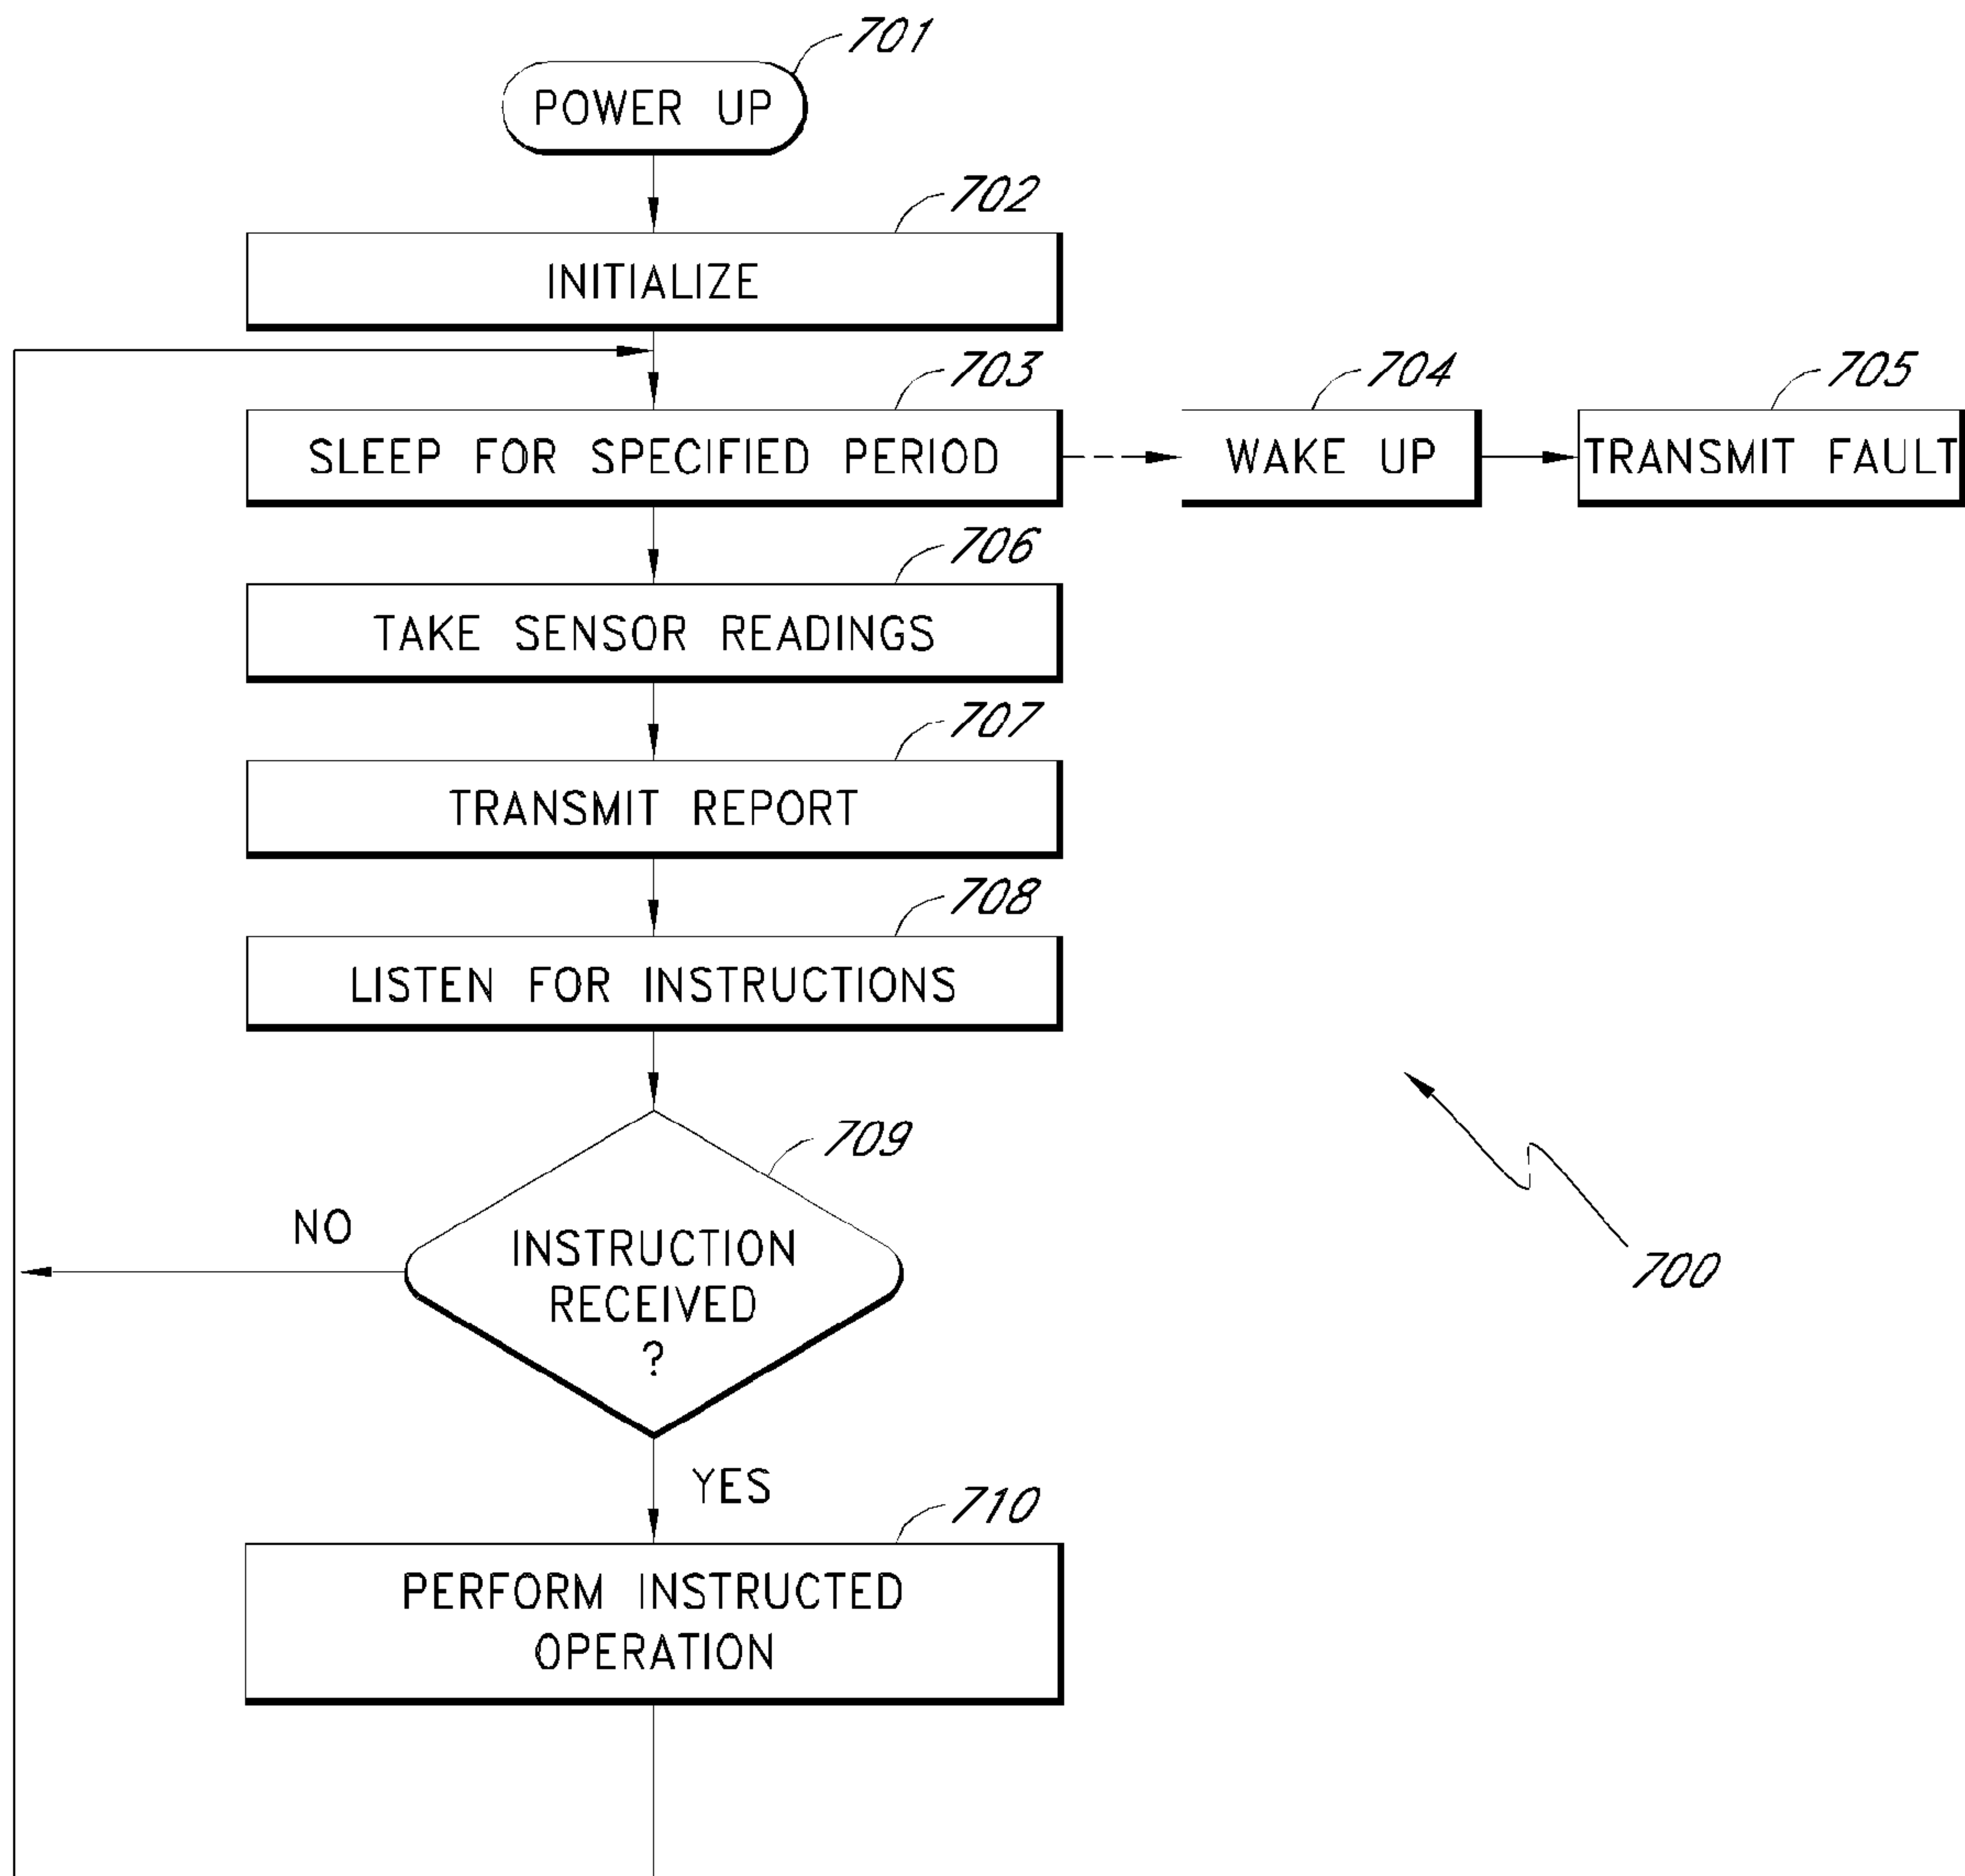 701
POWER UP
702
INITIALIZE
703
704
705
SLEEP FOR SPECIFIED PERIOD
WAKE UP
TRANSMIT FAULT
706
TAKE SENSOR READINGS
707
TRANSMIT REPORT
708
LISTEN FOR INSTRUCTIONS
709
NO
INSTRUCTION
RECEIVED
?
700
YES
710
PERFORM INSTRUCTED
OPERATION